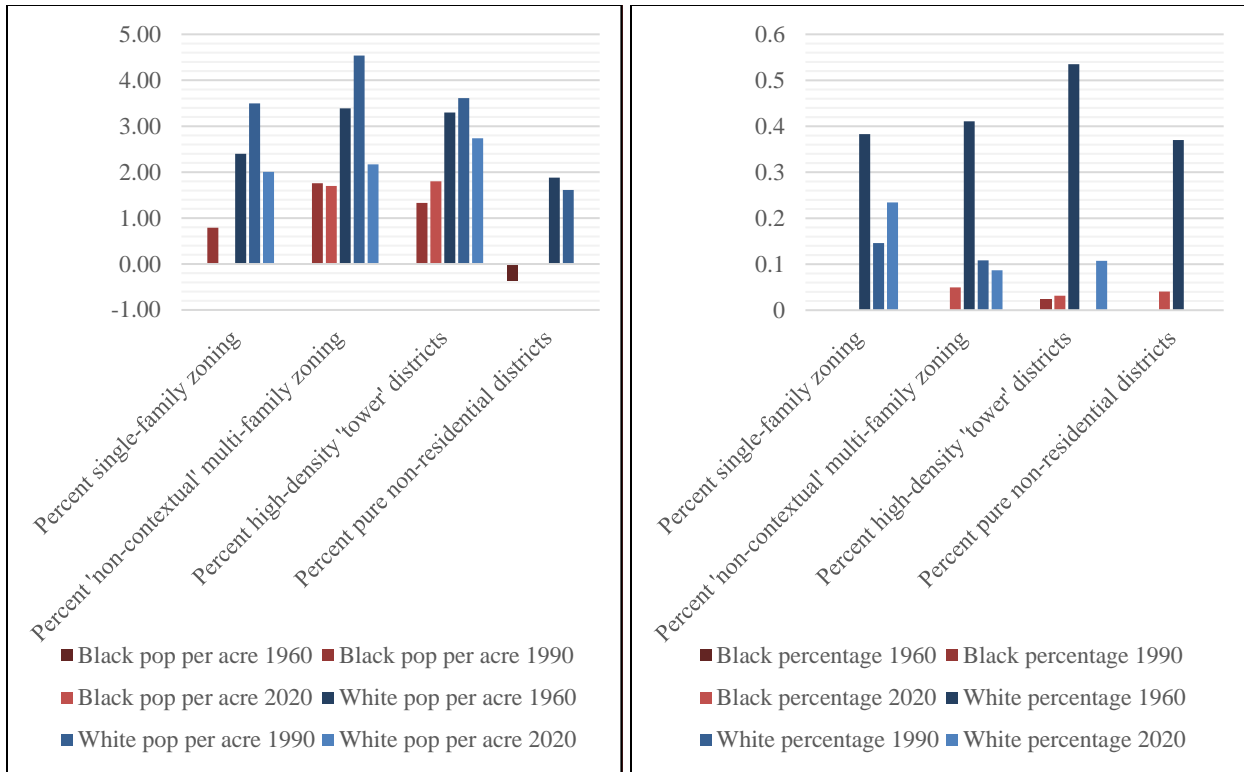 5.00
4.00
3.00
2.00
1.00
0.00
-1.00
Percent single-family zoning
Percent 'non-contextual' multi-family zoning
Percent high-density 'tower' districts
Percent pure non-residential districts
Black pop per acre 1960 Black pop per acre 1990
Black pop per acre 2020 White pop per acre 1960
White pop per acre 1990 White pop per acre 2020
0.6
0.5
0.4
0.3
0.2
0.1
0
Percent single-family zoning
Percent 'non-contextual' multi-family zoning
Percent high-density 'tower' districts
Percent pure non-residential districts
Black percentage 1960 Black percentage 1990
Black percentage 2020 White percentage 1960
White percentage 1990 White percentage 2020